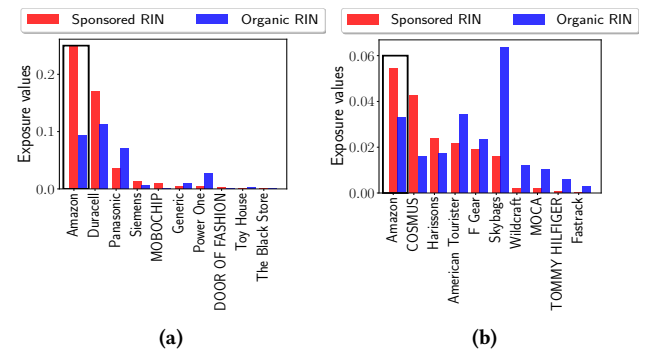 Sponsored RIN Organic RIN
Exposure values
0.2
0.1
0.0
Amazon
Duracell
Panasonic
Siemens
MOBOCHIP
Generic
Power One
DOOR OF FASHION
Toy House
The Black Store
(a)
Sponsored RIN Organic RIN
Exposure values
0.06
0.04
0.02
0.00
Amazon
COSMUS
Harissons
American Tourister
F Gear
Skybags
Wildcraft
MOCA
TOMMY HILFIGER
Fastrack
(b)